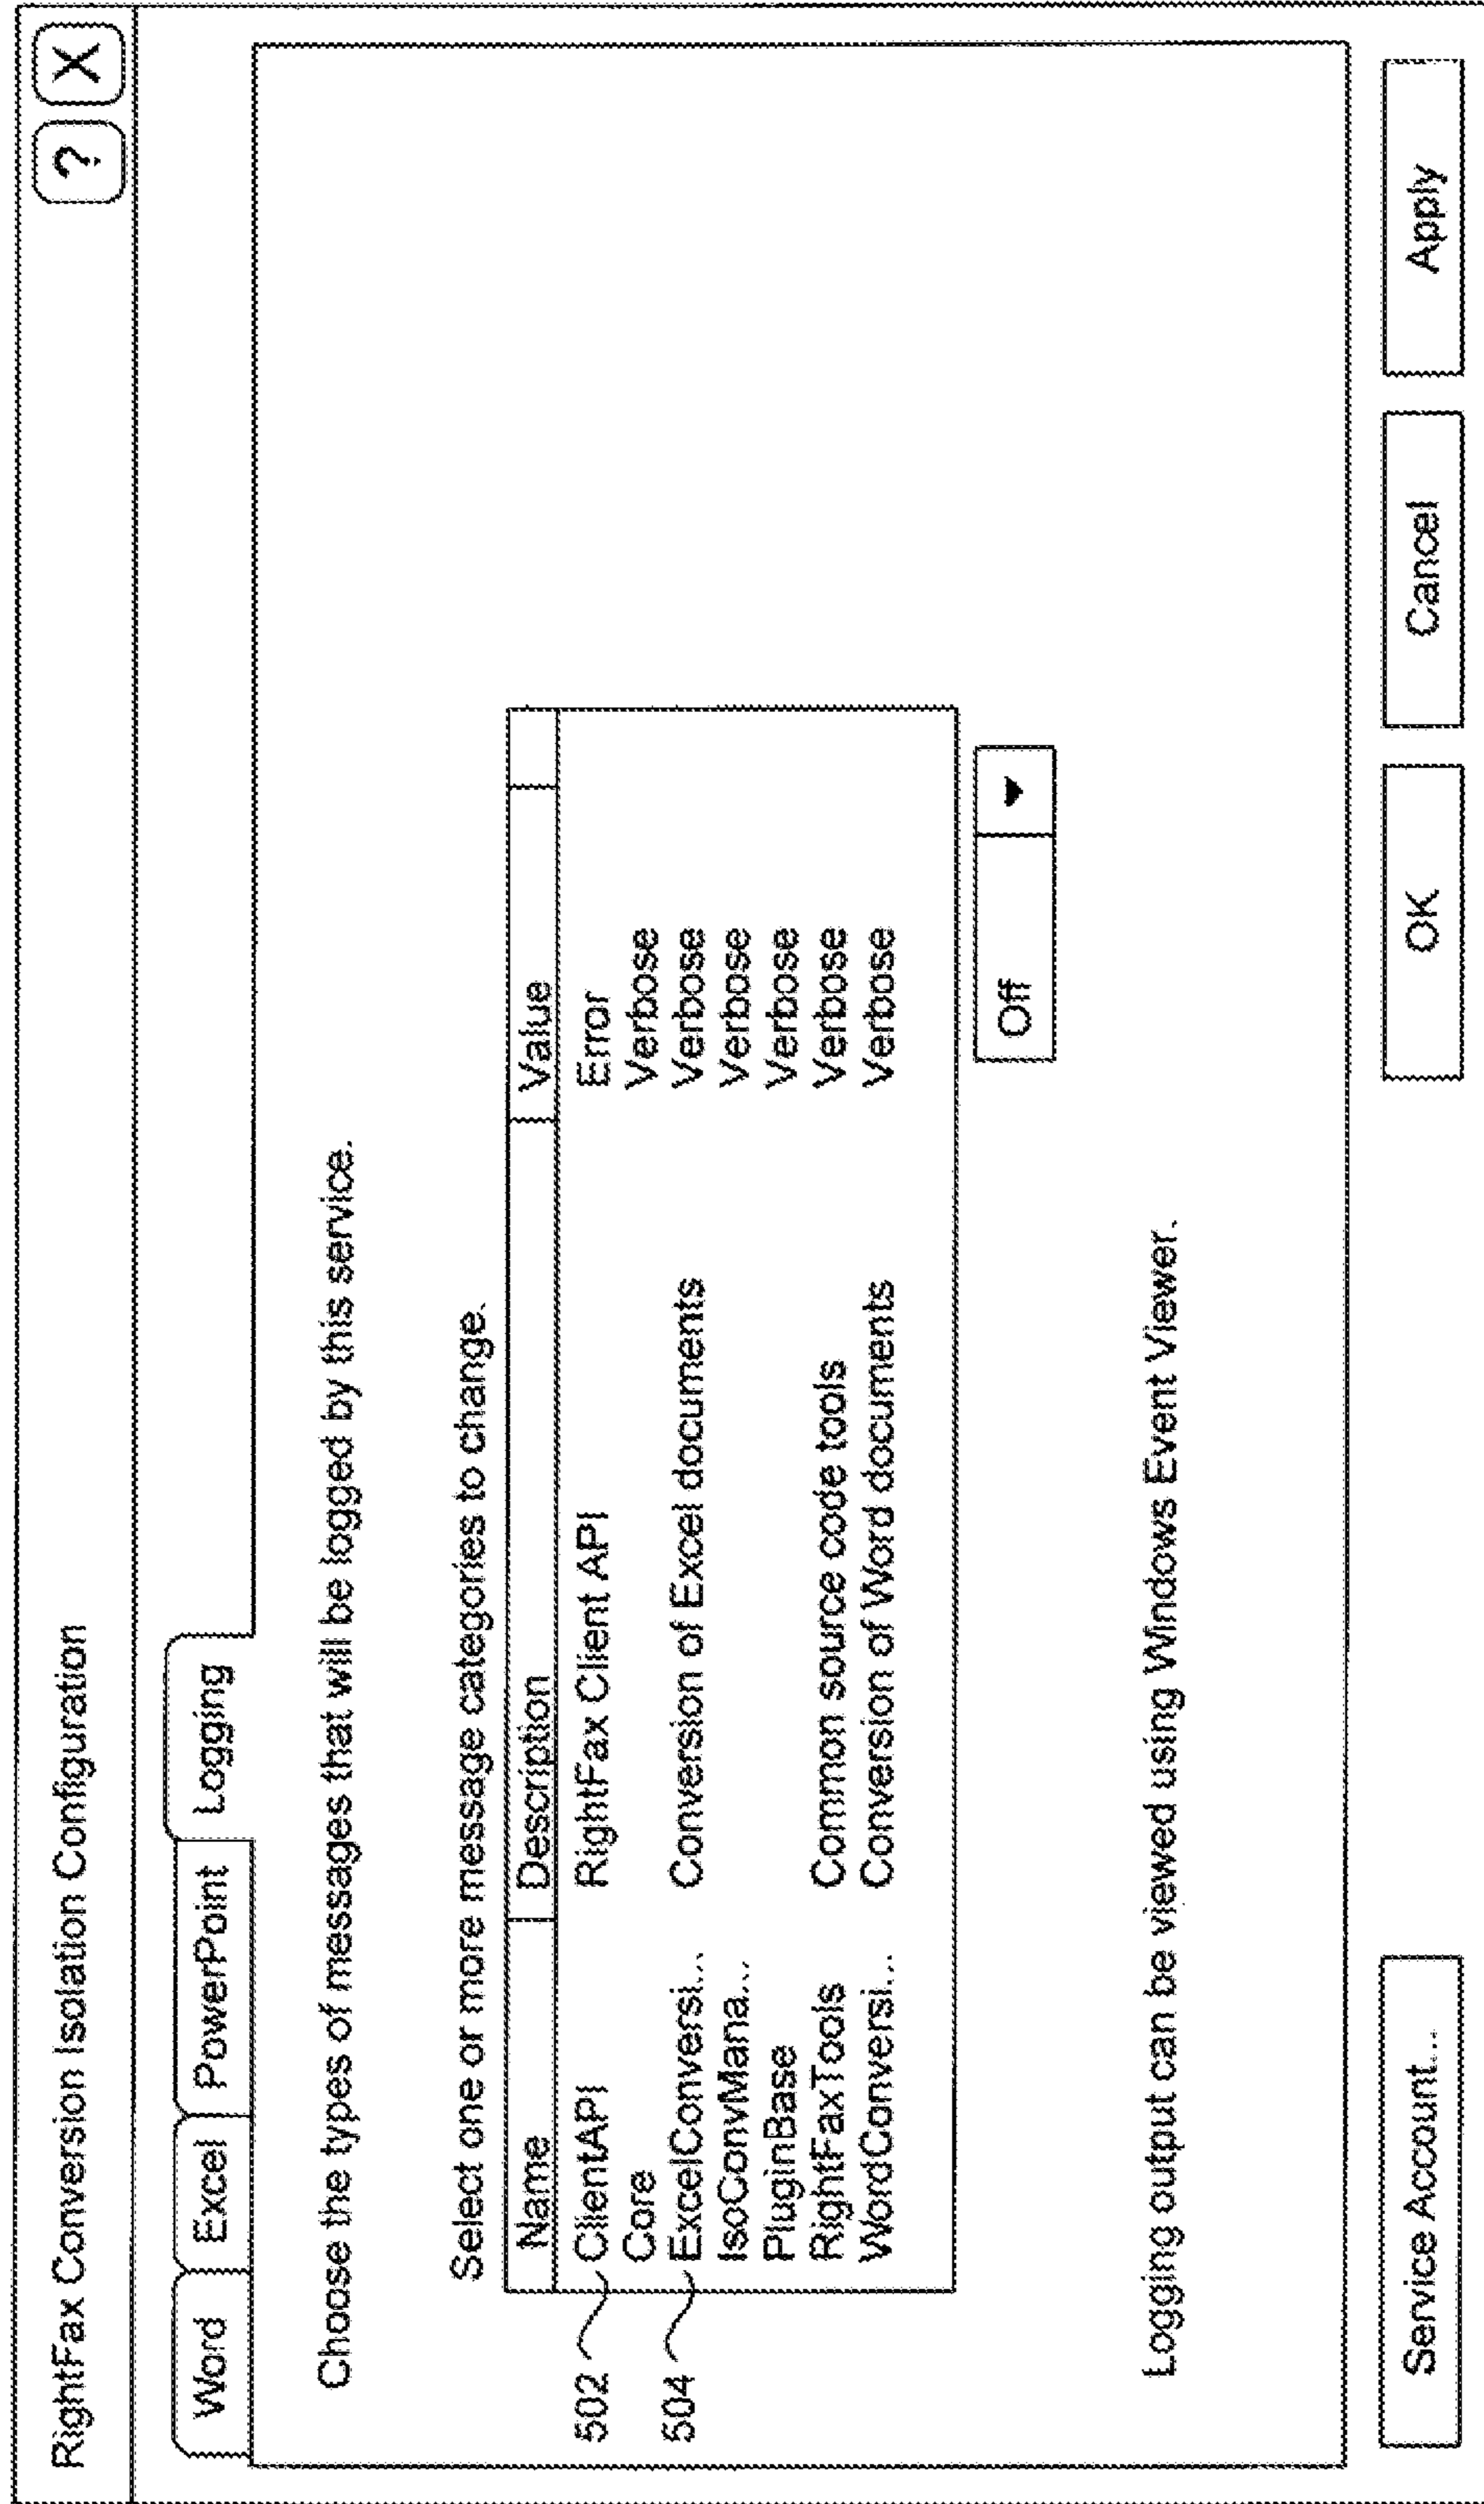 RightFax Conversion Isolation Configuration ? X
Word Excel PowerPoint Logging
Choose the types of messages that will be logged by this service.
Select one or more message categories to change.
Name Description Value
502 ClientAPI RightFax Client API Error
Core Verbose
504 ExcelConversi... Conversion of Excel documents Verbose
IsoConvMana... Verbose
PluginBase Verbose
RightFaxTools Common source code tools Verbose
WordConversi... Conversion of Word documents Verbose
Off
Logging output can be viewed using Windows Event Viewer.
Service Account... OK Cancel Apply